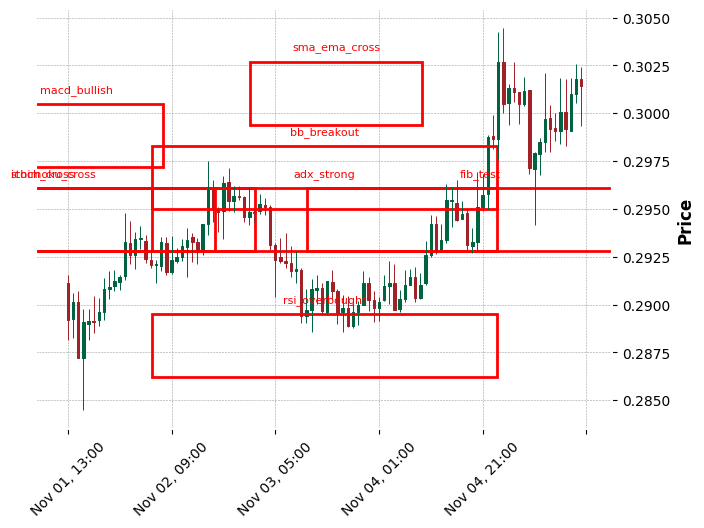 0.3050
sma_ema_cross
0.3025
macd_bullish
0.3000
bb_breakout
0.2975
adx_strong
fib_test
0.2950
Price
0.2925
0.2900
0.2875
0.2850
Nov 01, 13:00
Nov 02, 09:00
Nov 03, 05:00
Nov 04, 01:00
Nov 04, 21:00